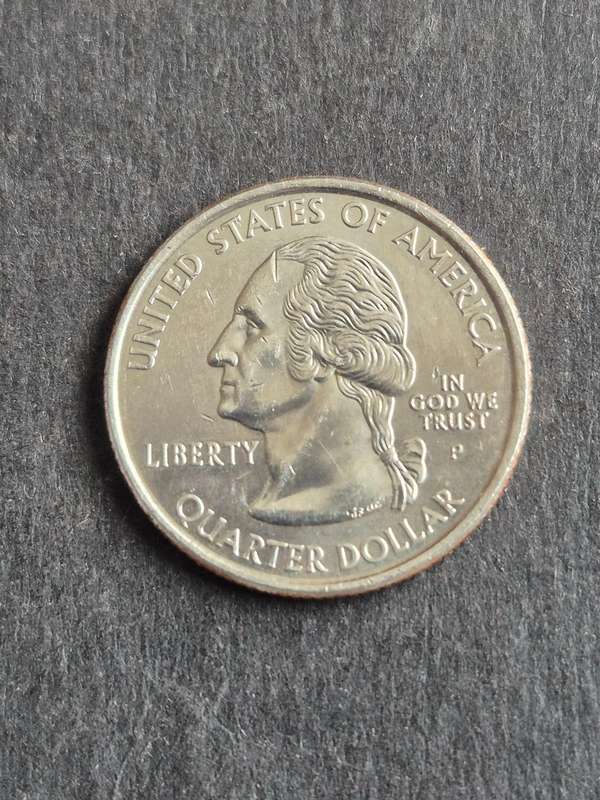 UNITED STATES OF AMERICA
LIBERTY
IN
GOD WE
TRUST
P
QUARTER DOLLAR